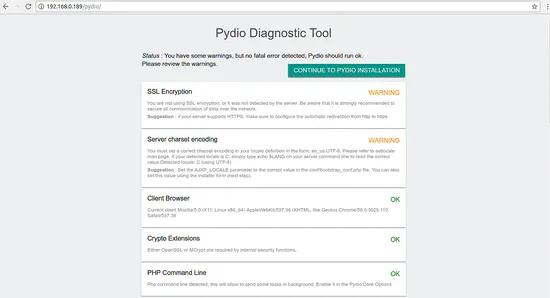 192.168.0.189/pydio/
Pydio Diagnostic Tool
Status : You have some warnings, but no fatal error detected, Pydio should run ok.
Please review the warnings.
CONTINUE TO PYDIO INSTALLATION
SSL Encryption
WARNING
You are not using SSL encryption, or it was not detected by the server. Be aware that it is strongly recommended to
secure all communication of data over the network.
Suggestion : if your server supports HTTPS, make sure to configure the automatic redirection from http to https.
Server charset encoding
WARNING
You must set a correct charset encoding in your locale definition in the form: en_us.UTF-8. Please refer to setlocale
man page. If your detected locale is C, simply type echo $LANG on your server command line to read the correct
value. Detected locale: C (using UTF-8)
Suggestion : Set the AJXP_LOCALE parameter to the correct value in the conf/bootstrap_conf.php file. You can also
set this value using the installer form (next step).
Client Browser
OK
Current client Mozilla/5.0 (X11; Linux x86_64) AppleWebKit/537.36 (KHTML, like Gecko) Chrome/58.0.3029.110
Safari/537.36
Crypto Extensions
OK
Either OpenSSL or MCrypt are required by internal security functions.
PHP Command Line
OK
Php command line detected, this will allow to send some tasks in background. Enable it in the Pydio Core Options